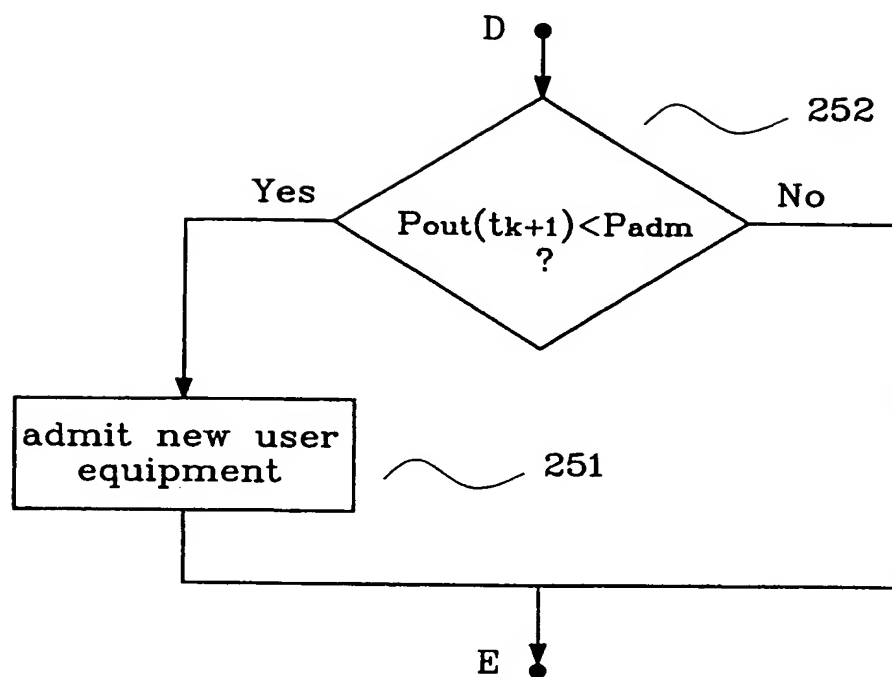 D
252
Yes
No
Pout(tk+1)<Padm
?
admit new user
equipment
251
E